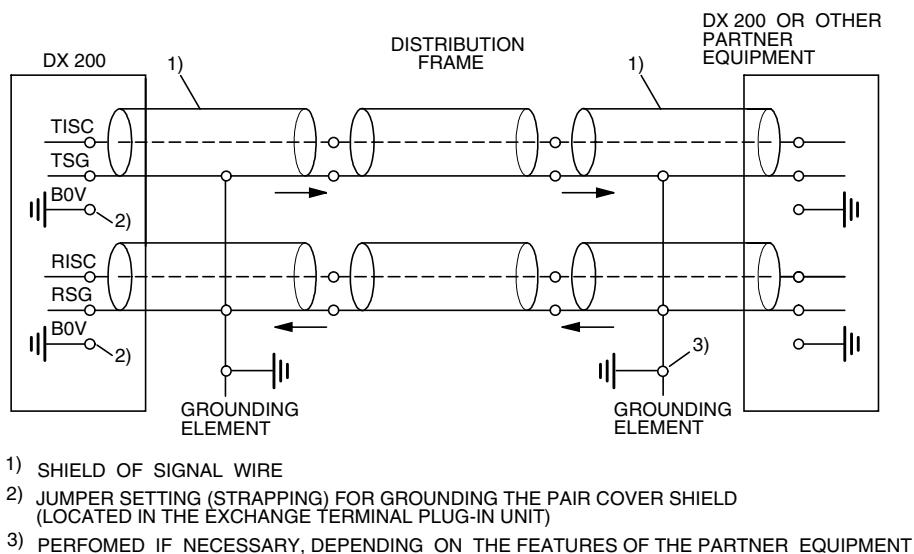 DX 200 OR OTHER
PARTNER
EQUIPMENT
DISTRIBUTION
FRAME
DX 200
1)
1)
TISC
TSG
B0V
2)
RISC
RSG
B0V
2)
3)
GROUNDING
ELEMENT
GROUNDING
ELEMENT
1) SHIELD OF SIGNAL WIRE
2) JUMPER SETTING (STRAPPING) FOR GROUNDING THE PAIR COVER SHIELD
(LOCATED IN THE EXCHANGE TERMINAL PLUG-IN UNIT)
3) PERFOMED IF NECESSARY, DEPENDING ON THE FEATURES OF THE PARTNER EQUIPMENT